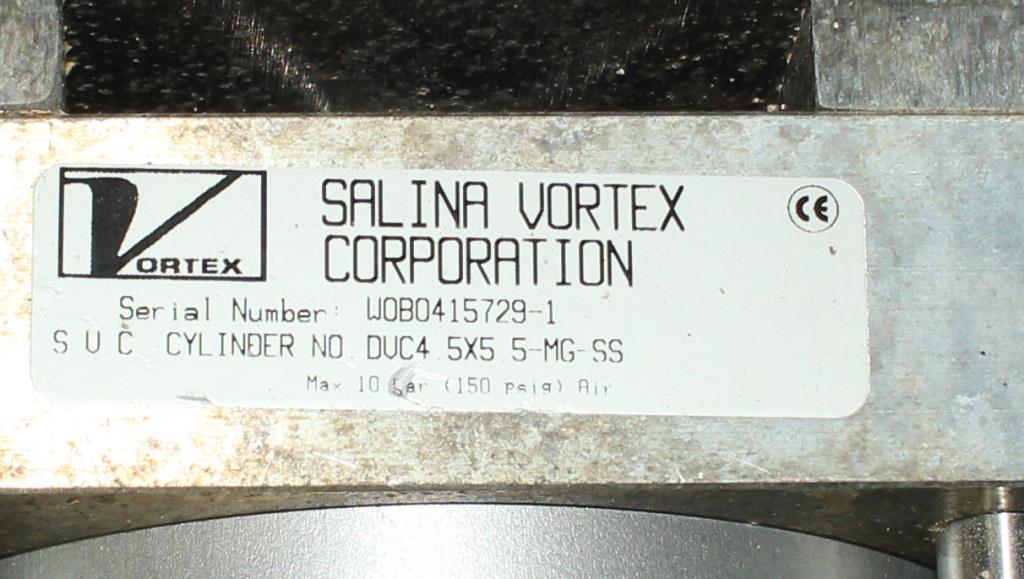 VORTEX
SALINA VORTEX
CORPORATION
CE
Serial Number: WOB0415729-1
S V C CYLINDER NO. DVC4.5X5.5-MG-SS
Max 10 bar (150 psig) Air